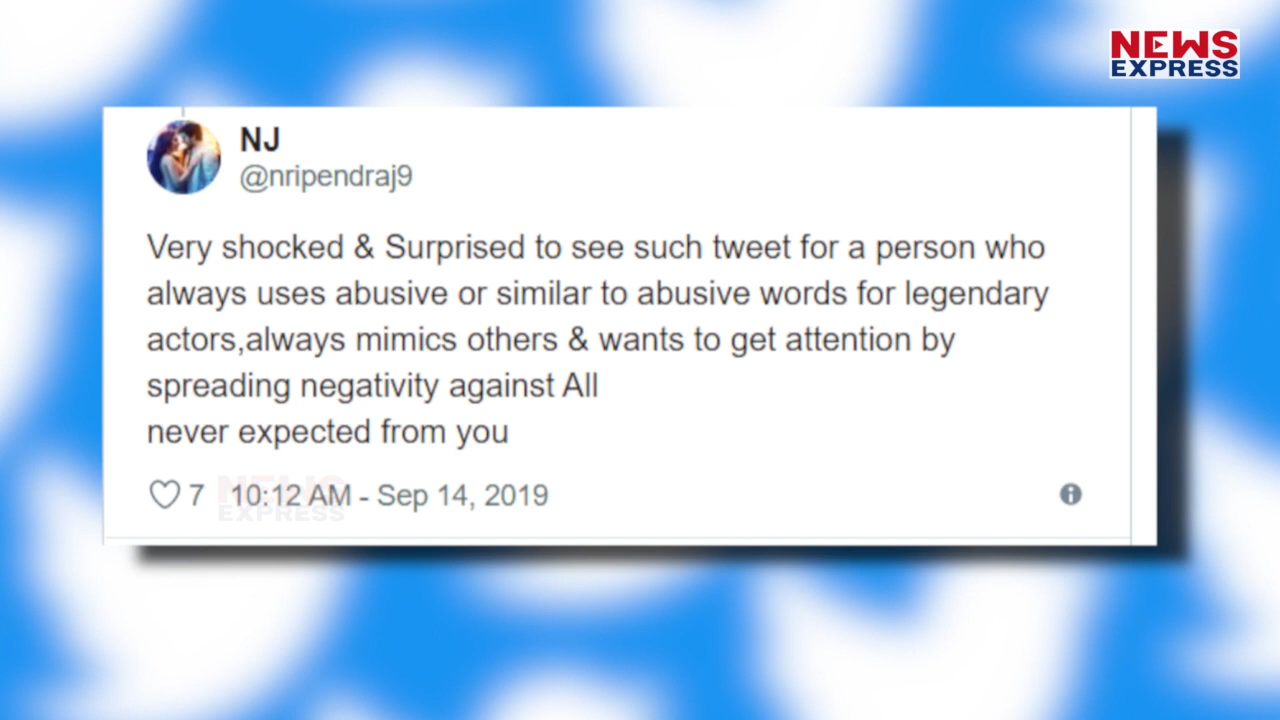 NEWS
EXPRESS
NJ
@nripendraj9
Very shocked & Surprised to see such tweet for a person who
always uses abusive or similar to abusive words for legendary
actors,always mimics others & wants to get attention by
spreading negativity against All
never expected from you
7 10:12 AM - Sep 14, 2019
NEWS
EXPRESS